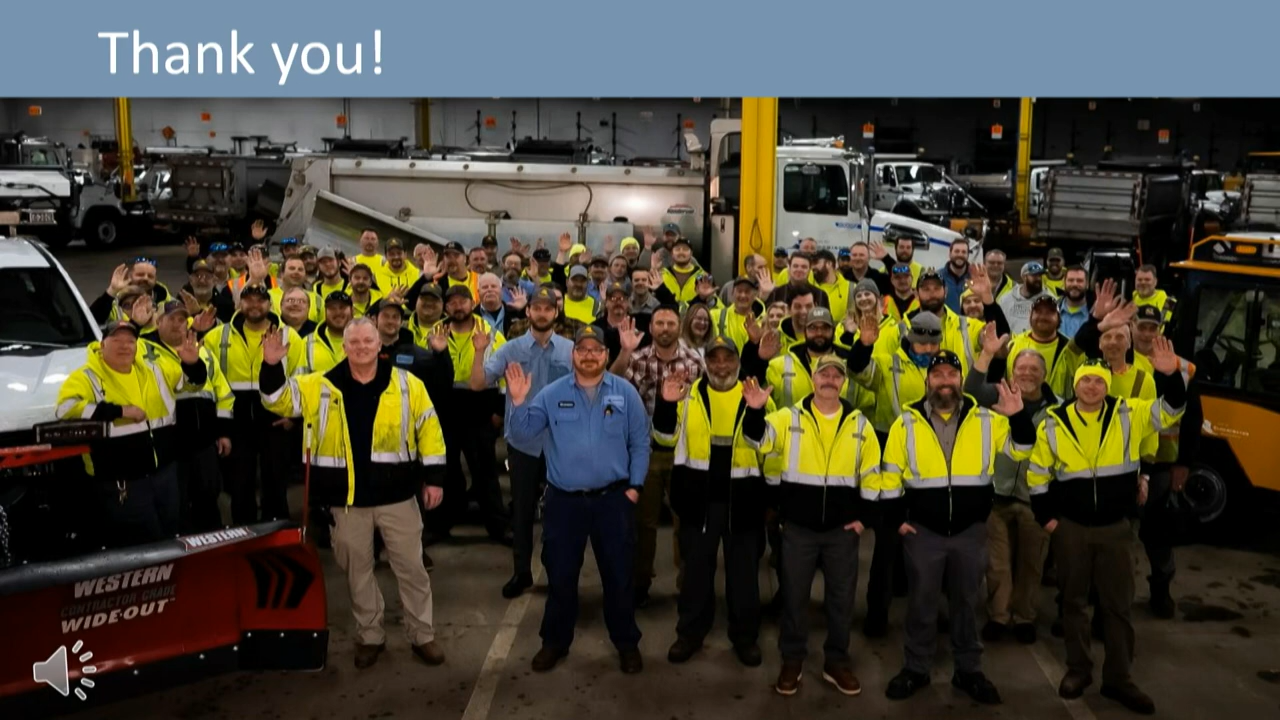 Thank you!
WESTERN
WESTERN
CONTRACTOR GRADE
WIDE-OUT